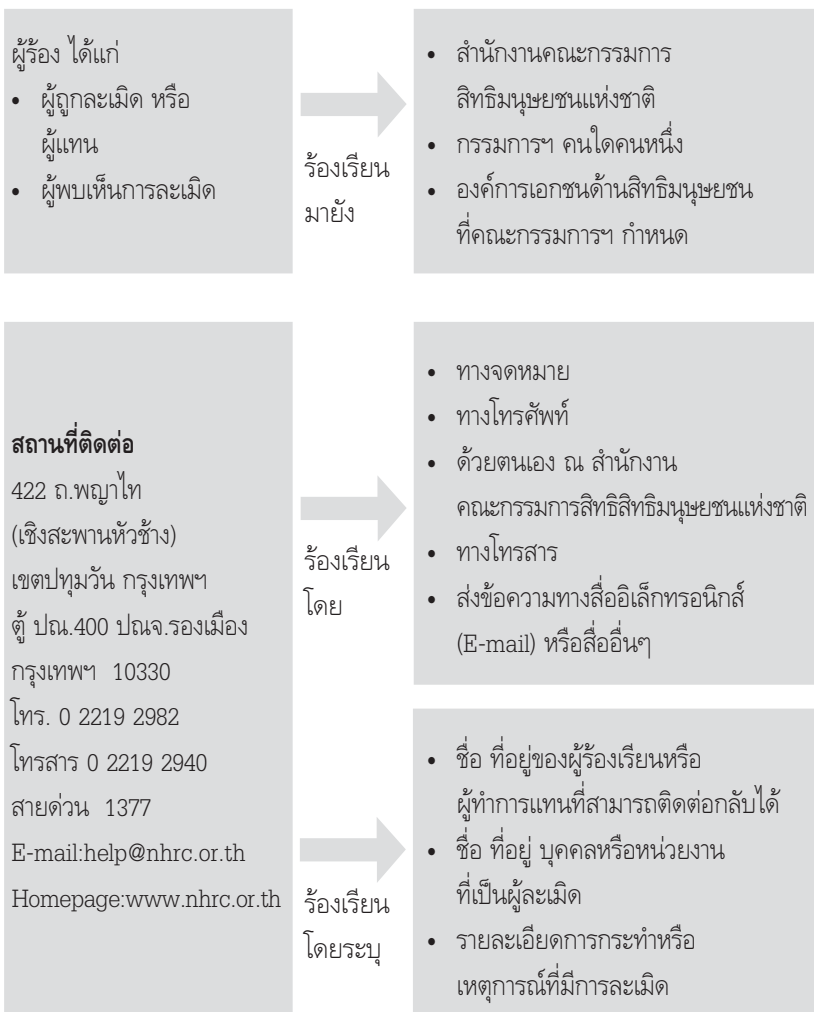 ผู้ร้อง ได้แก่
• ผู้ถูกละเมิด หรือ
ผู้แทน
• ผู้พบเห็นการละเมิด
ร้องเรียน
มายัง
• สำนักงานคณะกรรมการ
สิทธิมนุษยชนแห่งชาติ
• กรรมการฯ คนใดคนหนึ่ง
• องค์การเอกชนด้านสิทธิมนุษยชน
ที่คณะกรรมการฯ กำหนด
สถานที่ติดต่อ
422 ถ.พญาไท
(เชิงสะพานหัวช้าง)
เขตปทุมวัน กรุงเทพฯ
ตู้ ปณ.400 ปณจ.รองเมือง
กรุงเทพฯ 10330
โทร. 0 2219 2982
โทรสาร 0 2219 2940
สายด่วน 1377
E-mail:help@nhrc.or.th
Homepage:www.nhrc.or.th
ร้องเรียน
โดย
• ทางจดหมาย
• ทางโทรศัพท์
• ด้วยตนเอง ณ สำนักงาน
คณะกรรมการสิทธิสิทธิมนุษยชนแห่งชาติ
• ทางโทรสาร
• ส่งข้อความทางสื่ออิเล็กทรอนิกส์
(E-mail) หรือสื่ออื่นๆ
ร้องเรียน
โดยระบุ
• ชื่อ ที่อยู่ของผู้ร้องเรียนหรือ
ผู้ทำการแทนที่สามารถติดต่อกลับได้
• ชื่อ ที่อยู่ บุคคลหรือหน่วยงาน
ที่เป็นผู้ละเมิด
• รายละเอียดการกระทำหรือ
เหตุการณ์ที่มีการละเมิด